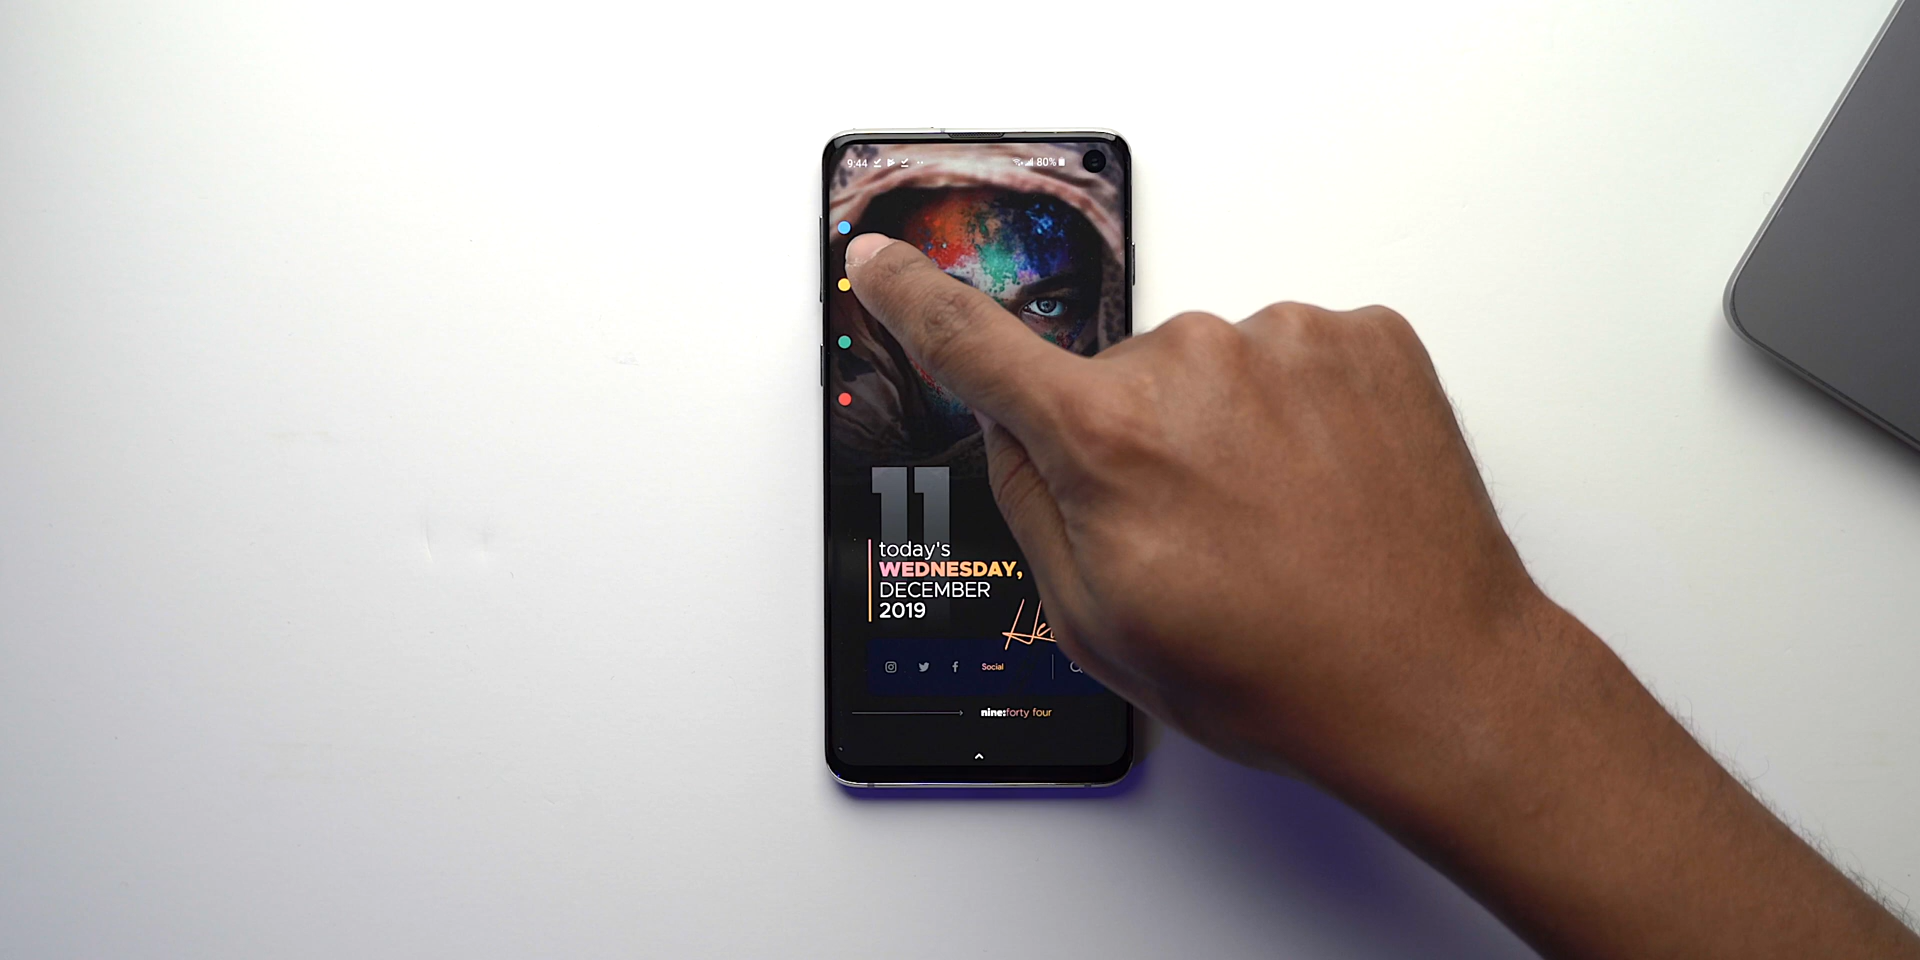 9:44 80%
11
today's
WEDNESDAY,
DECEMBER
2019
Social
nine:forty four